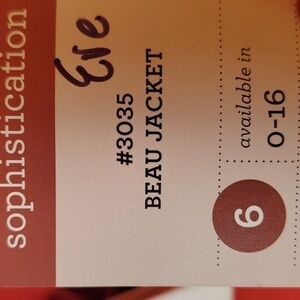 sophistication
Eve
#3035
BEAU JACKET
available in
0-16
6